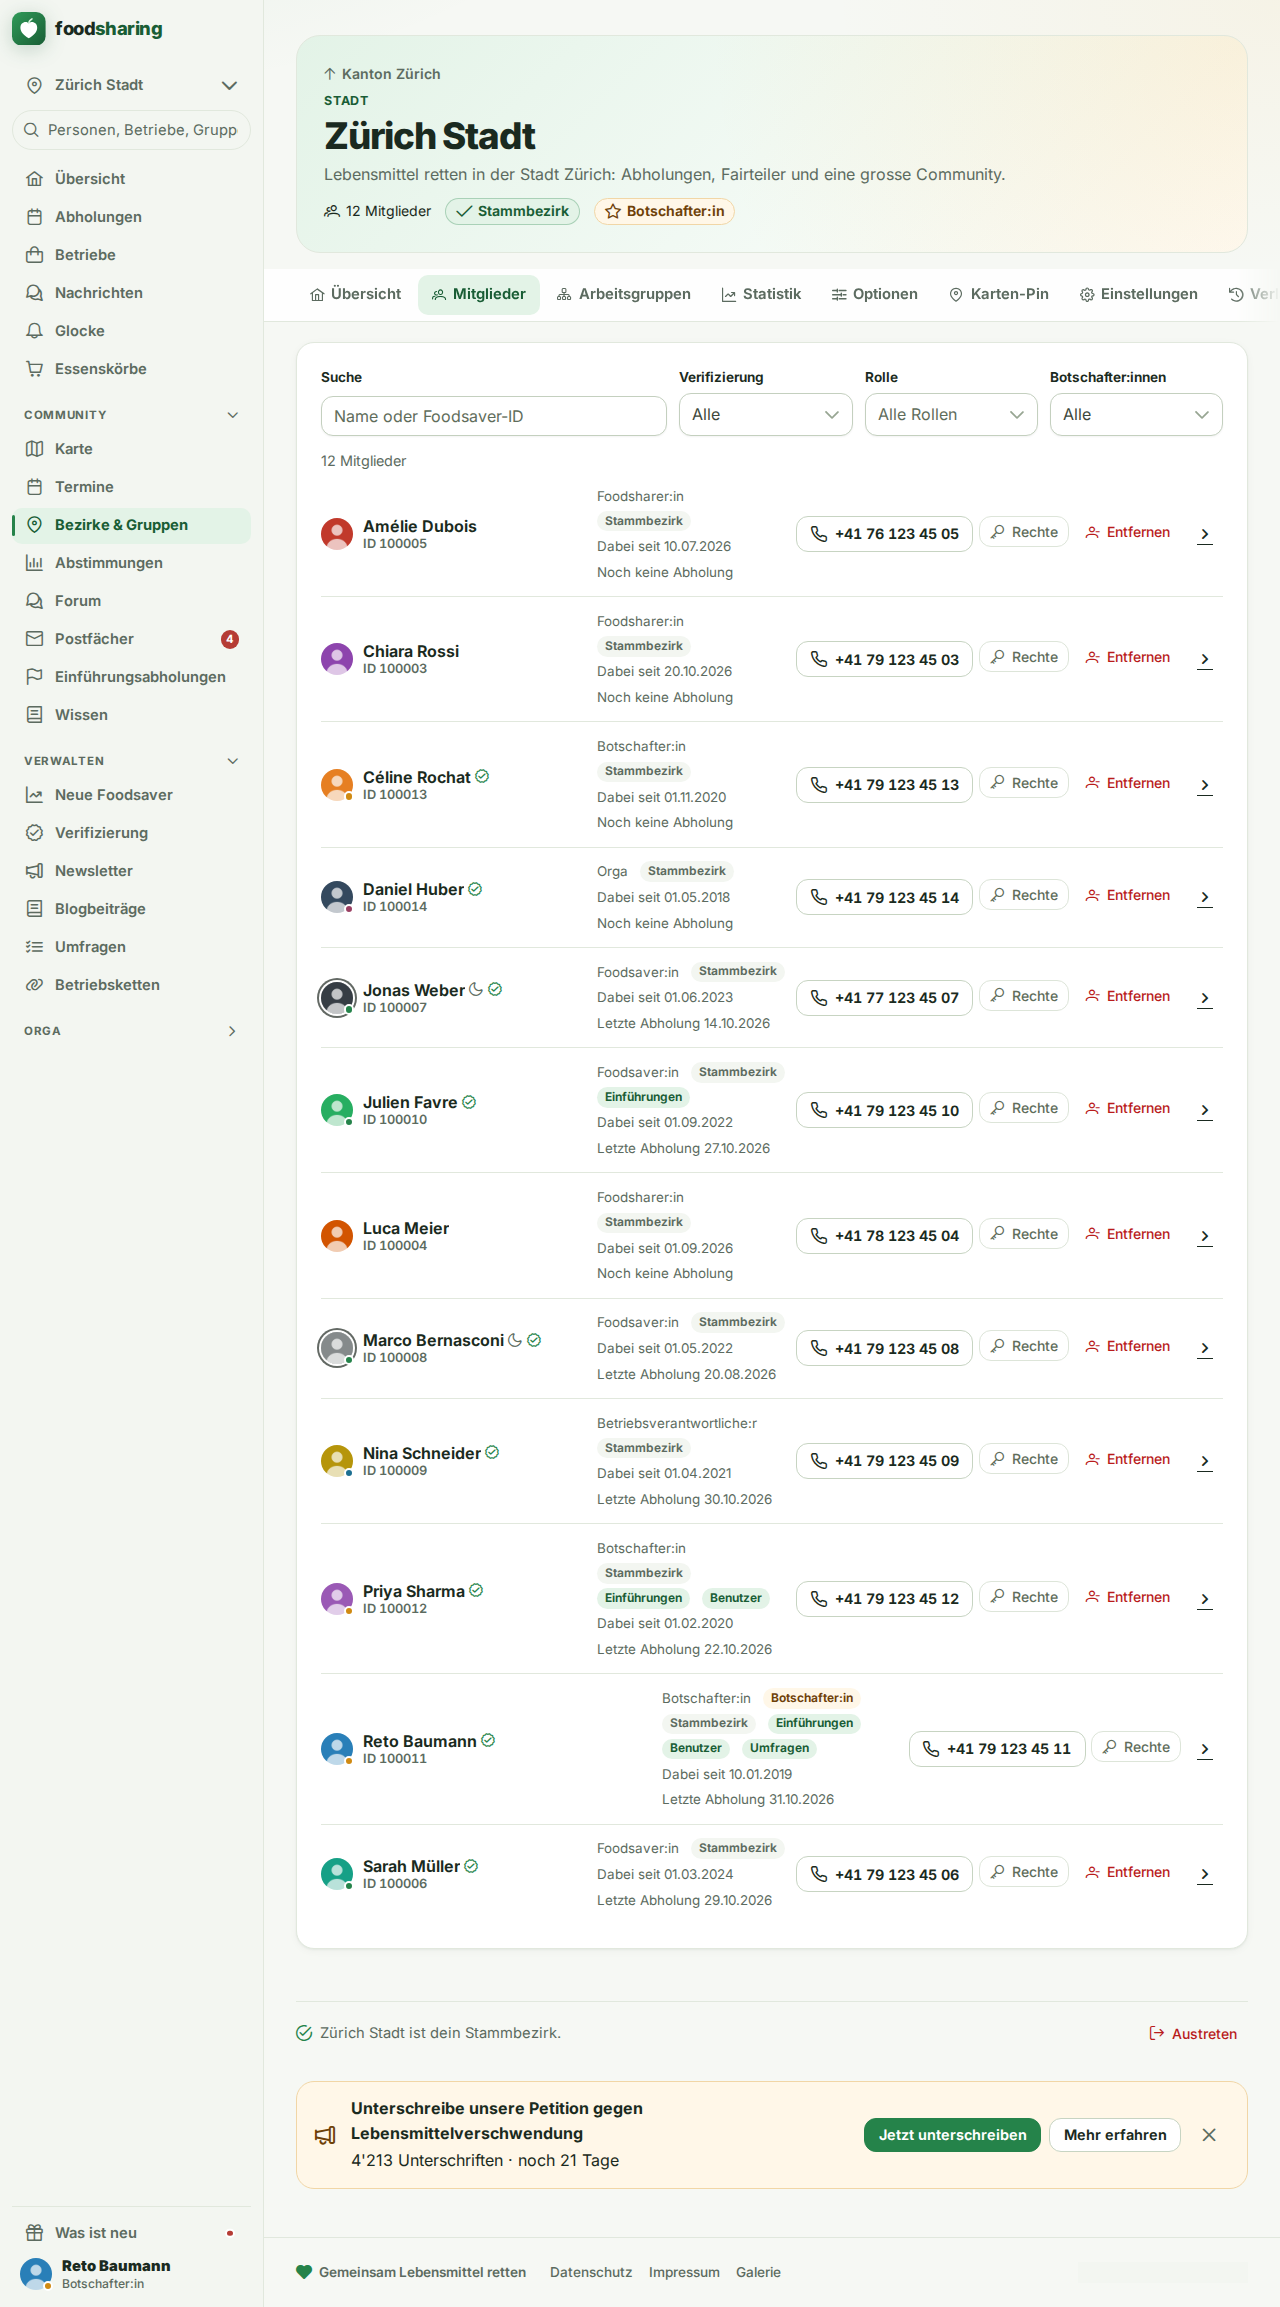 foodsharing
Zürich Stadt
Personen, Betriebe, Grupp
Übersicht
Abholungen
Betriebe
Nachrichten
Glocke
Essenskörbe
COMMUNITY
Karte
Termine
Bezirke & Gruppen
Abstimmungen
Forum
Postfächer 4
Einführungsabholungen
Wissen
VERWALTEN
Neue Foodsaver
Verifizierung
Newsletter
Blogbeiträge
Umfragen
Betriebsketten
ORGA
Was ist neu
Reto Baumann
Botschafter:in
Kanton Zürich
STADT
Zürich Stadt
Lebensmittel retten in der Stadt Zürich: Abholungen, Fairteiler und eine grosse Community.
12 Mitglieder Stammbezirk Botschafter:in
Übersicht Mitglieder Arbeitsgruppen Statistik Optionen Karten-Pin Einstellungen
Suche Verifizierung Rolle Botschafter:innen
Name oder Foodsaver-ID Alle Alle Rollen Alle
12 Mitglieder
Amélie Dubois
ID 100005
Foodsharer:in
Stammbezirk
Dabei seit 10.07.2026
Noch keine Abholung
+41 76 123 45 05 Rechte Entfernen
Chiara Rossi
ID 100003
Foodsharer:in
Stammbezirk
Dabei seit 20.10.2026
Noch keine Abholung
+41 79 123 45 03 Rechte Entfernen
Céline Rochat
ID 100013
Botschafter:in
Stammbezirk
Dabei seit 01.11.2020
Noch keine Abholung
+41 79 123 45 13 Rechte Entfernen
Daniel Huber
ID 100014
Orga Stammbezirk
Dabei seit 01.05.2018
Noch keine Abholung
+41 79 123 45 14 Rechte Entfernen
Jonas Weber
ID 100007
Foodsaver:in Stammbezirk
Dabei seit 01.06.2023
Letzte Abholung 14.10.2026
+41 77 123 45 07 Rechte Entfernen
Julien Favre
ID 100010
Foodsaver:in Stammbezirk
Einführungen
Dabei seit 01.09.2022
Letzte Abholung 27.10.2026
+41 79 123 45 10 Rechte Entfernen
Luca Meier
ID 100004
Foodsharer:in
Stammbezirk
Dabei seit 01.09.2026
Noch keine Abholung
+41 78 123 45 04 Rechte Entfernen
Marco Bernasconi
ID 100008
Foodsaver:in Stammbezirk
Dabei seit 01.05.2022
Letzte Abholung 20.08.2026
+41 79 123 45 08 Rechte Entfernen
Nina Schneider
ID 100009
Betriebsverantwortliche:r
Stammbezirk
Dabei seit 01.04.2021
Letzte Abholung 30.10.2026
+41 79 123 45 09 Rechte Entfernen
Priya Sharma
ID 100012
Botschafter:in
Stammbezirk
Einführungen Benutzer
Dabei seit 01.02.2020
Letzte Abholung 22.10.2026
+41 79 123 45 12 Rechte Entfernen
Reto Baumann
ID 100011
Botschafter:in Botschafter:in
Stammbezirk Einführungen
Benutzer Umfragen
Dabei seit 10.01.2019
Letzte Abholung 31.10.2026
+41 79 123 45 11 Rechte
Sarah Müller
ID 100006
Foodsaver:in Stammbezirk
Dabei seit 01.03.2024
Letzte Abholung 29.10.2026
+41 79 123 45 06 Rechte Entfernen
Zürich Stadt ist dein Stammbezirk. Austreten
Unterschreibe unsere Petition gegen
Lebensmittelverschwendung
4'213 Unterschriften · noch 21 Tage
Jetzt unterschreiben Mehr erfahren
Gemeinsam Lebensmittel retten Datenschutz Impressum Galerie